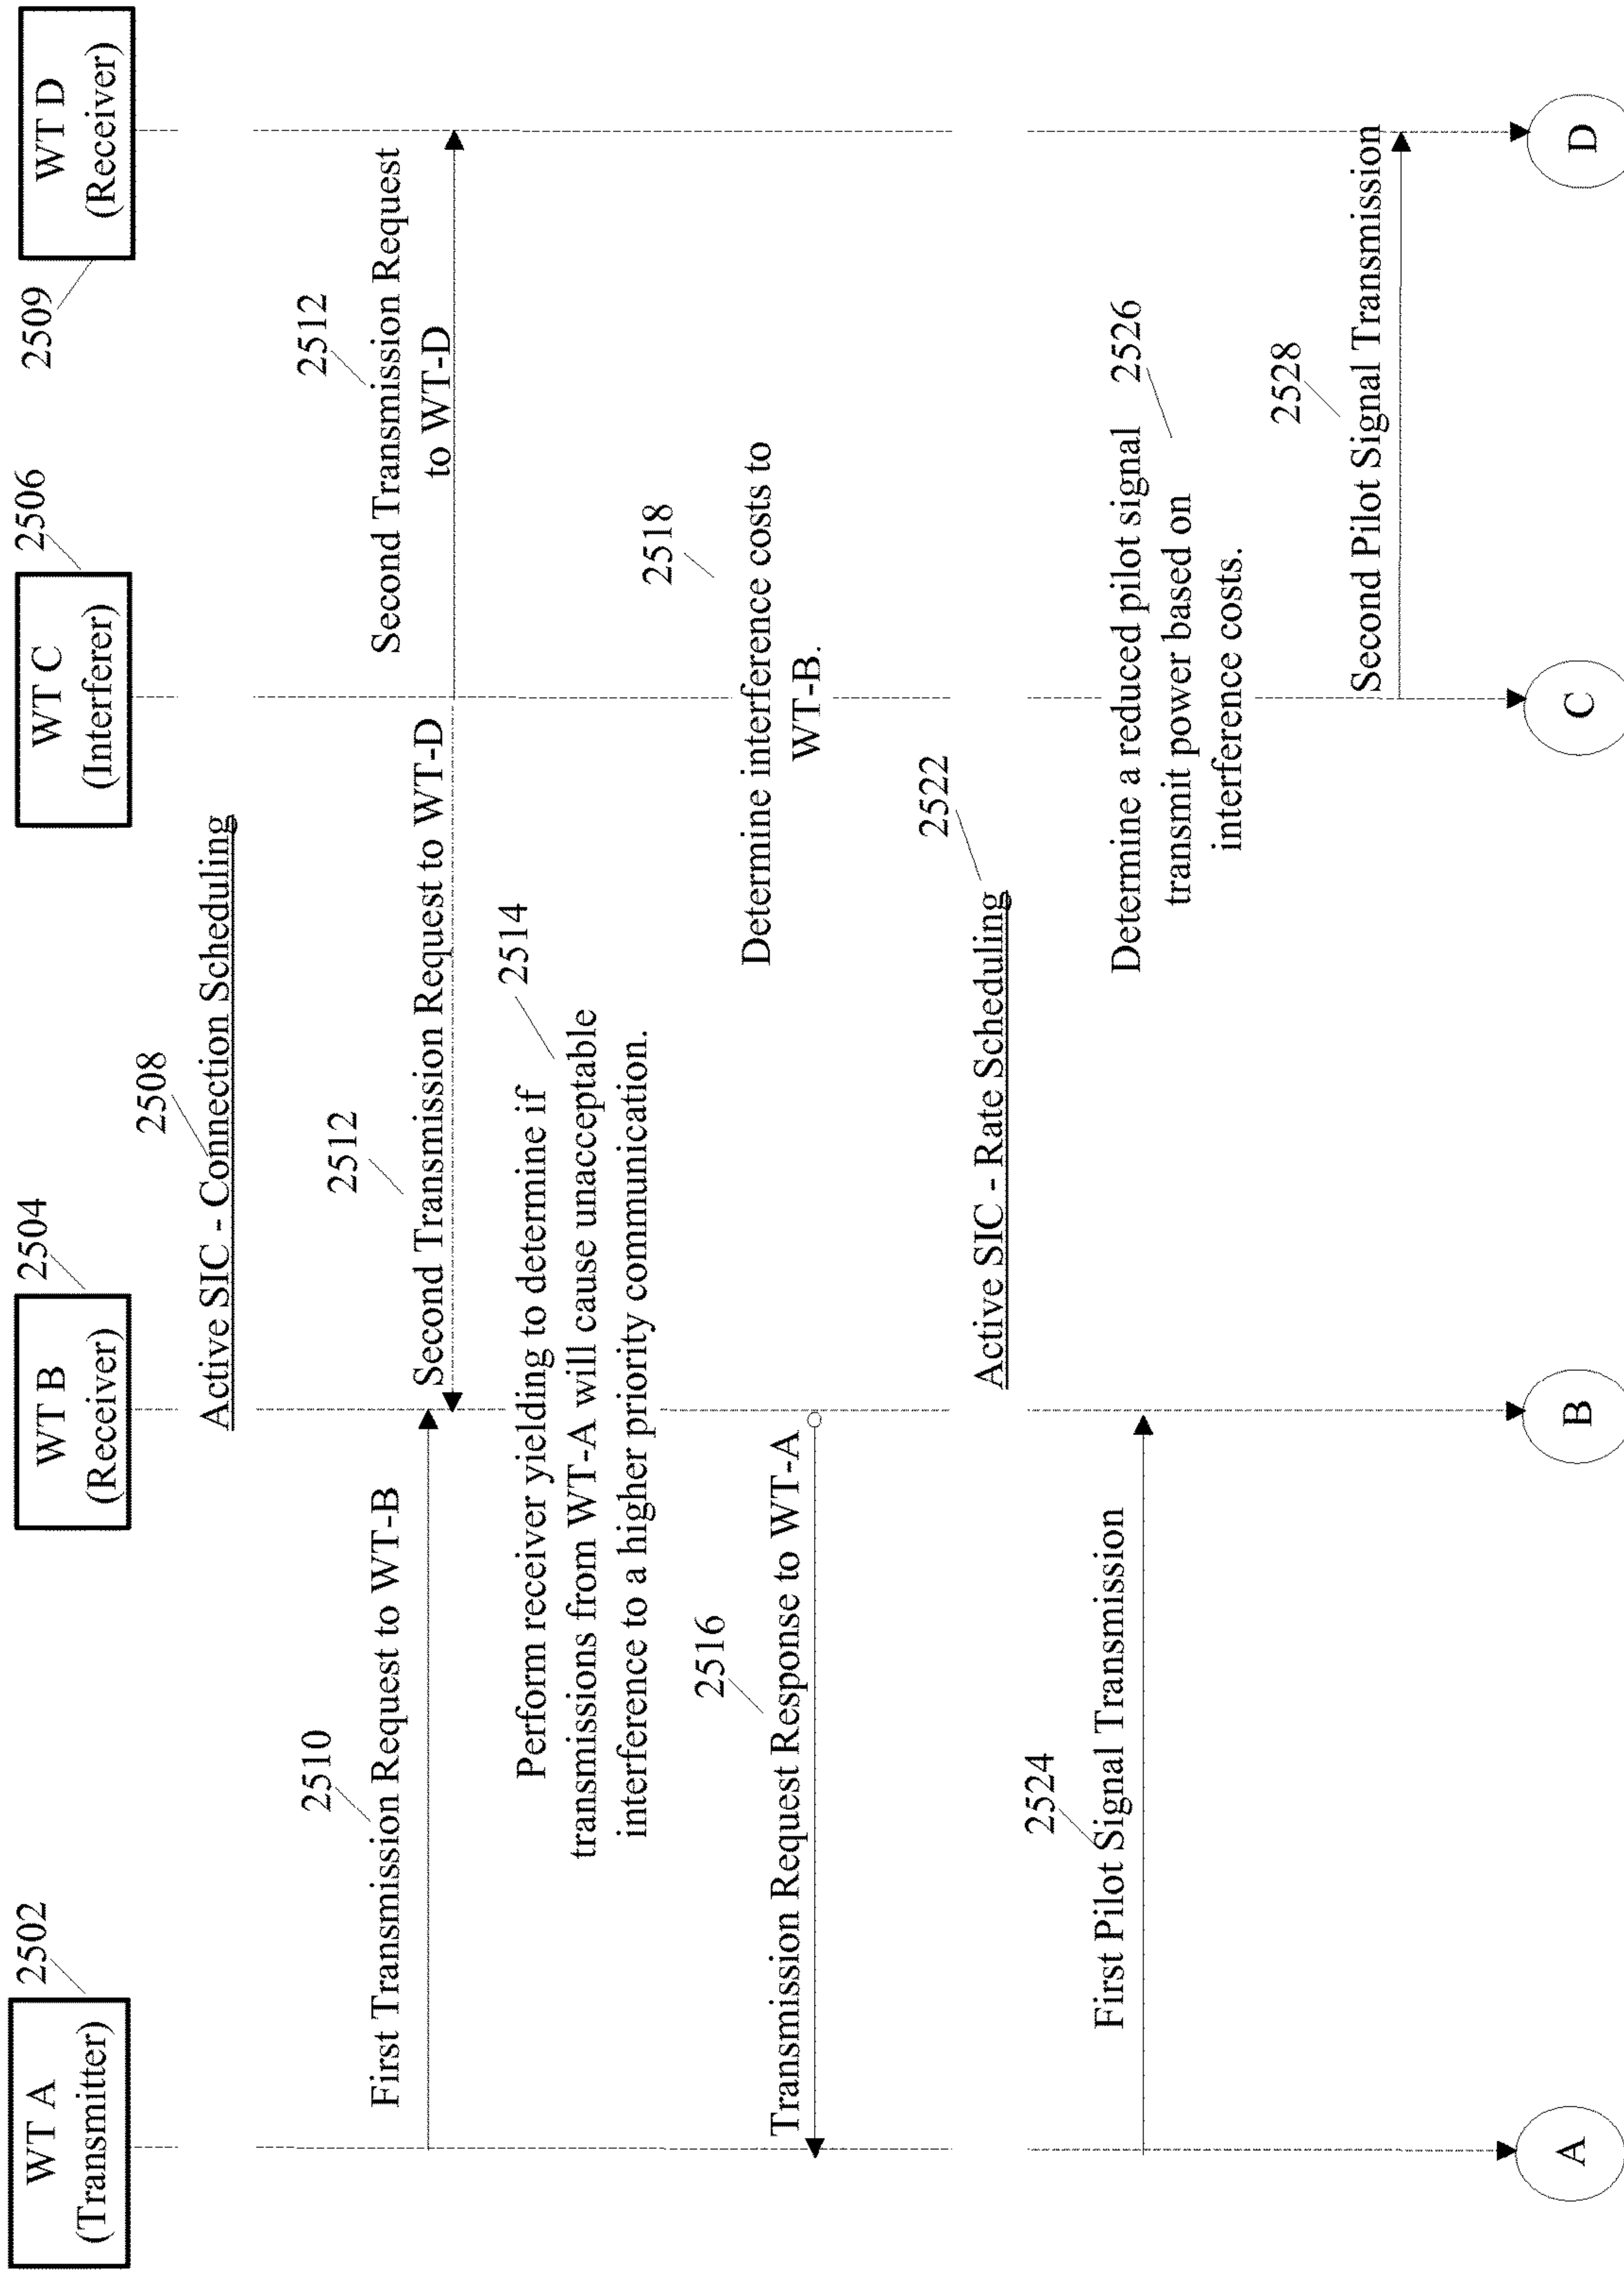 WT A
(Transmitter)
2502
WT B
(Receiver)
2504
WT C
(Interferer)
2506
WT D
(Receiver)
2509
2508
Active SIC - Connection Scheduling
2510
First Transmission Request to WT-B
2512
Second Transmission Request to WT-D
2512
Second Transmission Request
to WT-D
2514
Perform receiver yielding to determine if
transmissions from WT-A will cause unacceptable
interference to a higher priority communication.
2516
Transmission Request Response to WT-A
2518
Determine interference costs to
WT-B.
2522
Active SIC - Rate Scheduling
2524
First Pilot Signal Transmission
2526
Determine a reduced pilot signal
transmit power based on
interference costs.
2528
Second Pilot Signal Transmission
A
B
C
D